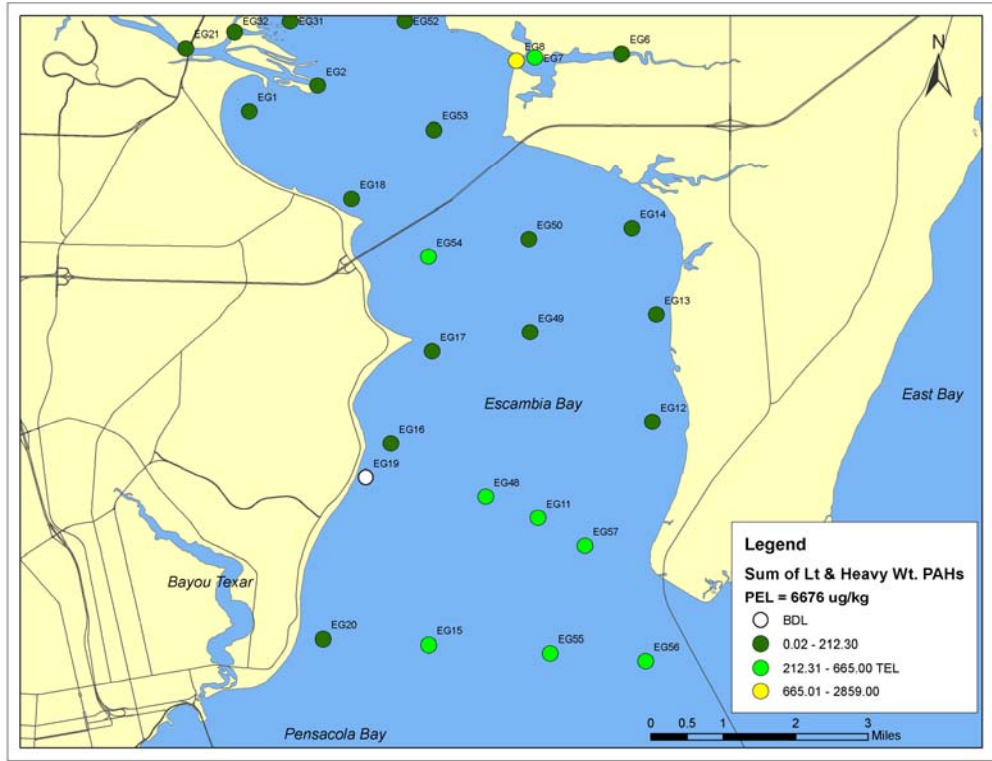 EG32
EG31
EG52
EG21
EG8
EG7
EG6
N
EG2
EG1
EG53
EG18
EG14
EG50
EG54
EG13
EG49
EG17
Escambia Bay
East Bay
EG12
EG16
EG19
EG48
EG11
EG57
Bayou Texar
EG20
EG15
EG55
EG56
Pensacola Bay
Legend
Sum of Lt & Heavy Wt. PAHs
PEL = 6676 ug/kg
BDL
0.02 - 212.30
212.31 - 665.00 TEL
665.01 - 2859.00
0 0.5 1 2 3
Miles